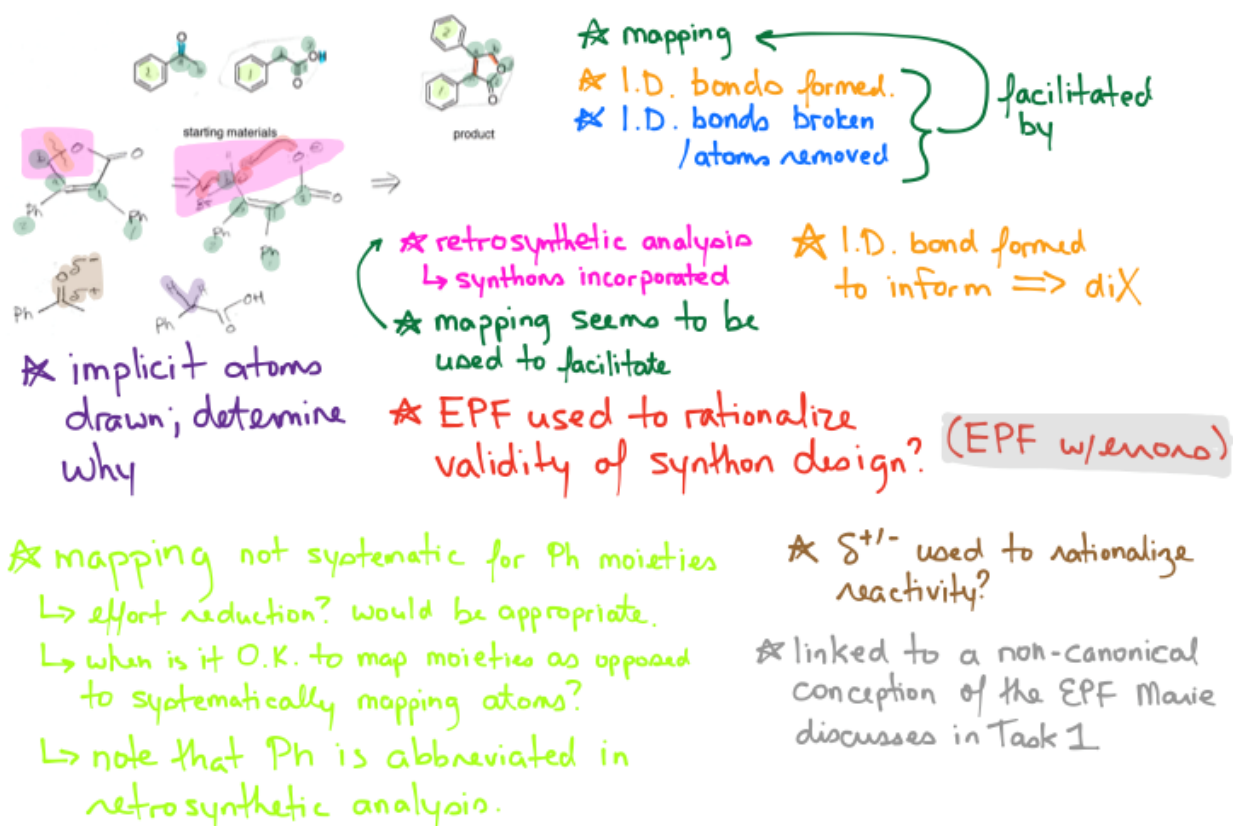 ☆ mapping
☆ I.D. bonds formed.
☆ I.D. bonds broken
/atoms removed
facilitated
by
starting materials
product
☆ retrosynthetic analysis
↳ synthons incorporated
☆ mapping seems to be
used to facilitate
☆ I.D. bond formed
to inform => diX
☆ implicit atoms
drawn; detemine
why
☆ EPF used to rationalize
validity of synthon design?
(EPF w/errors)
☆ mapping not systematic for Ph moieties
↳ effort reduction? would be appropriate.
↳ when is it O.K. to map moieties as opposed
to systematically mapping atoms?
↳ note that Ph is abbreviated in
retrosynthetic analysis.
☆ δ+/- used to rationalize
reactivity?
☆ linked to a non-canonical
conception of the EPF Marie
discusses in Task 1
O
OH
O
O
O
O
O
O
Ph
Ph
Ph
Ph
O δ-
δ+
Ph
H
H
OH
O
Ph